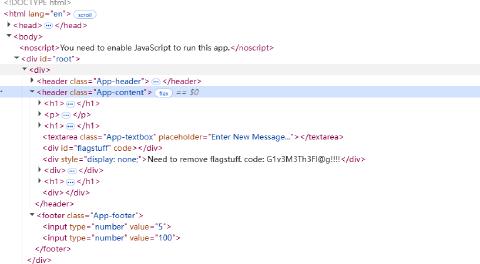 <!DOCTYPE html>
<html lang="en"> scroll
<head> … </head>
<body>
<noscript>You need to enable JavaScript to run this app.</noscript>
<div id="root">
<div>
<header class="App-header"> … </header>
<header class="App-content"> flex == $0
<h1> … </h1>
<p> … </p>
<h1> … </h1>
<textarea class="App-textbox" placeholder="Enter New Message..."></textarea>
<div id="flagstuff" code></div>
<div style="display: none;">Need to remove flagstuff. code: G1v3M3Th3Fl@g!!!!</div>
<div> … </div>
<h1> … </h1>
<div></div>
</header>
<footer class="App-footer">
<input type="number" value="5">
<input type="number" value="100">
</footer>
</div>